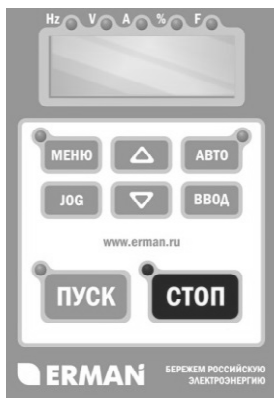 Hz V A % F
МЕНЮ АВТО
JOG ВВОД
www.erman.ru
ПУСК СТОП
ERMAN БЕРЕЖЕМ РОССИЙСКУЮ
ЭЛЕКТРОЭНЕРГИЮ